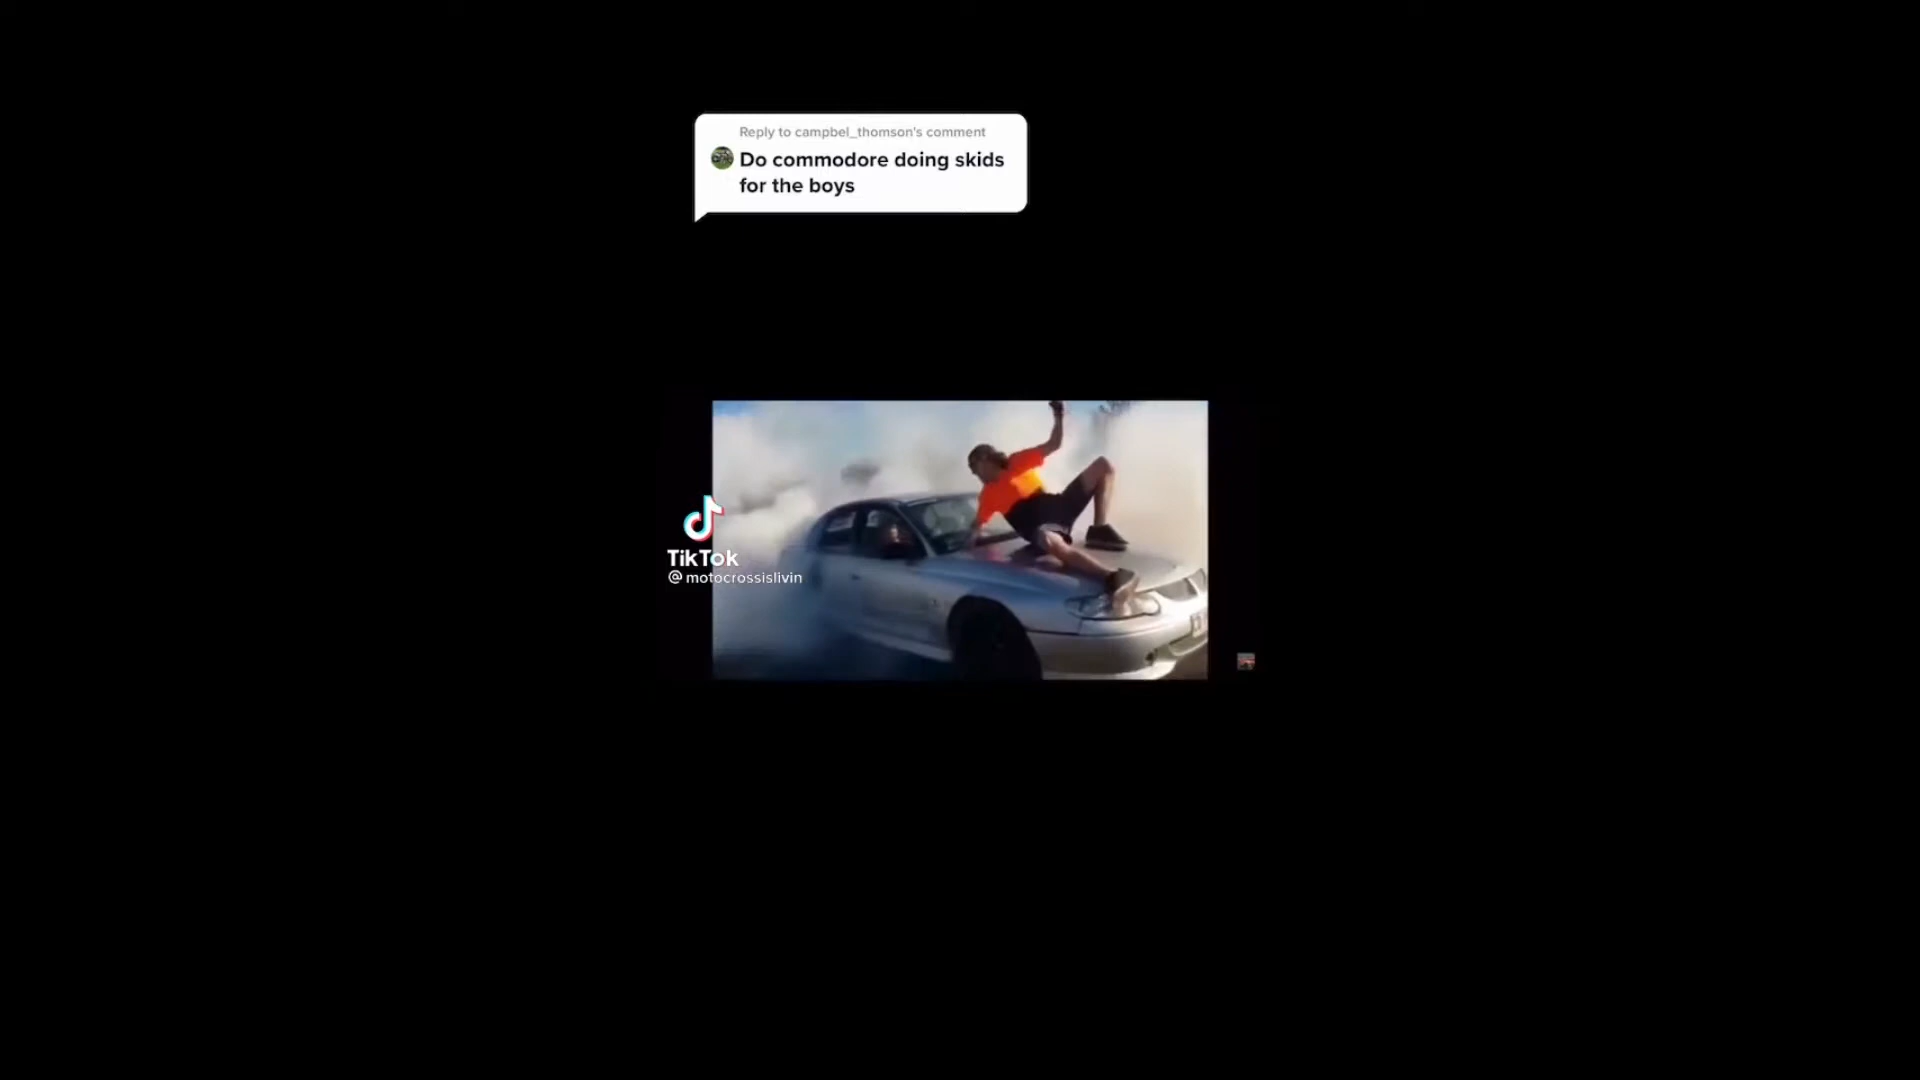 Reply to campbel_thomson's comment
Do commodore doing skids
for the boys
TikTok
@motocrossislivin